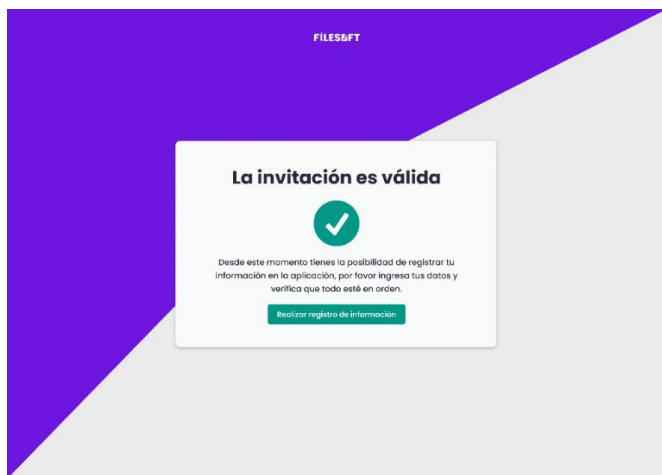 FILESOFT
La invitación es válida
Desde este momento tienes la posibilidad de registrar tu
información en la aplicación, por favor ingresa tus datos y
verifica que todo esté en orden.
Realizar registro de información